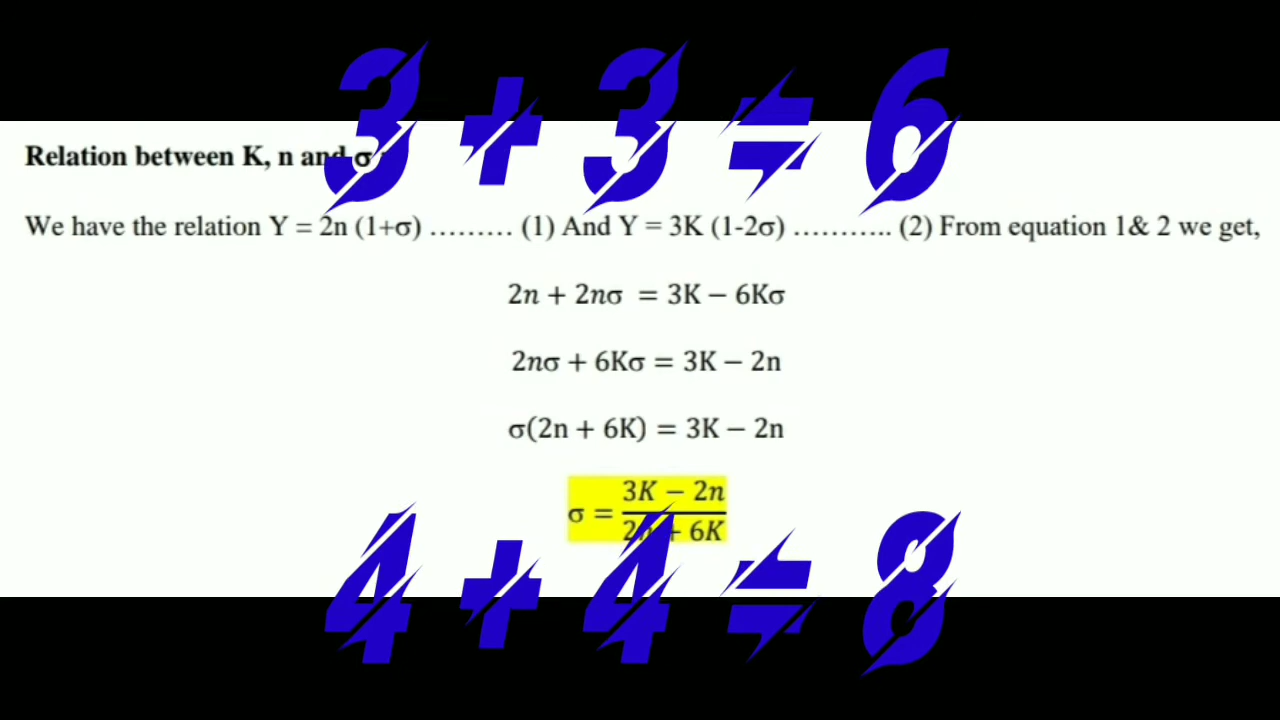 3 + 3 = 6
Relation between K, n and σ
We have the relation Y = 2n (1+σ) ……… (1) And Y = 3K (1-2σ) ……….. (2) From equation 1& 2 we get,
2n + 2nσ = 3K – 6Kσ
2nσ + 6Kσ = 3K – 2n
σ(2n + 6K) = 3K – 2n
σ = (3K – 2n)/(2n + 6K)
4 + 4 = 8